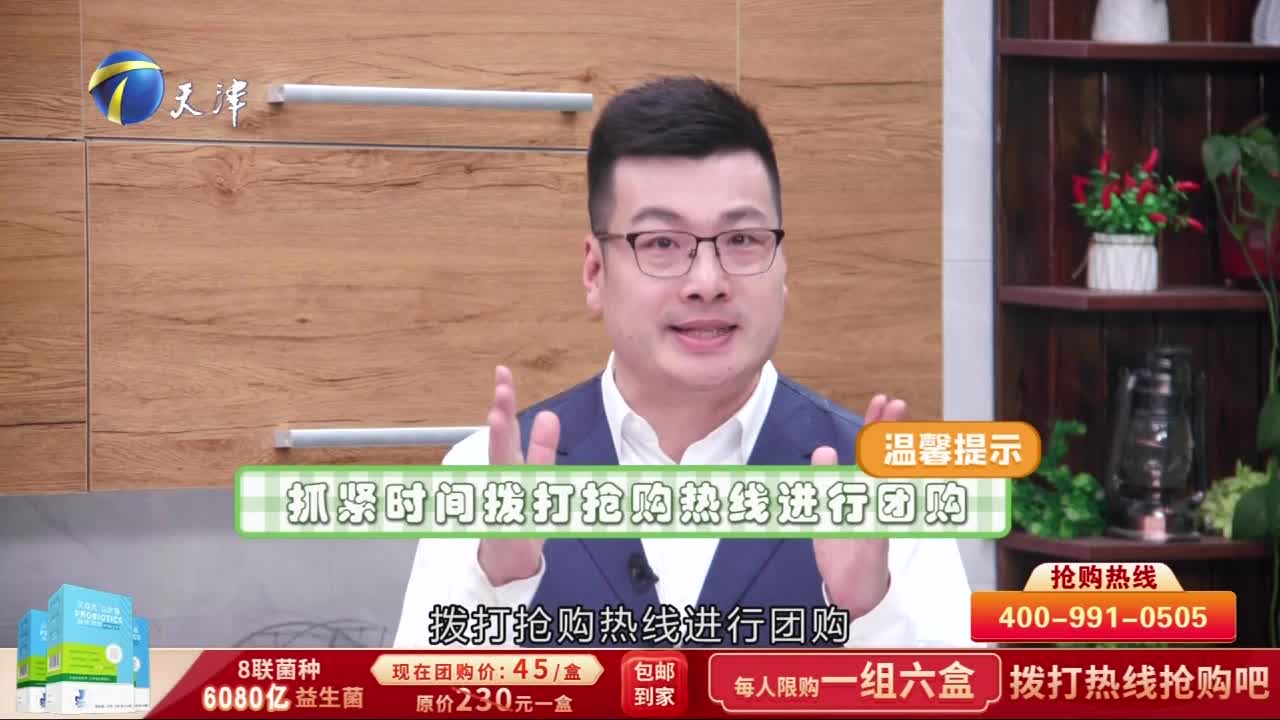 天津
温馨提示
抓紧时间拨打抢购热线进行团购
抢购热线
400-991-0505
拨打抢购热线进行团购
PROBIOTICS
8联菌种
6080亿益生菌
现在团购价:45/盒
原价230元一盒
包邮
到家
每人限购一组六盒
拨打热线抢购吧